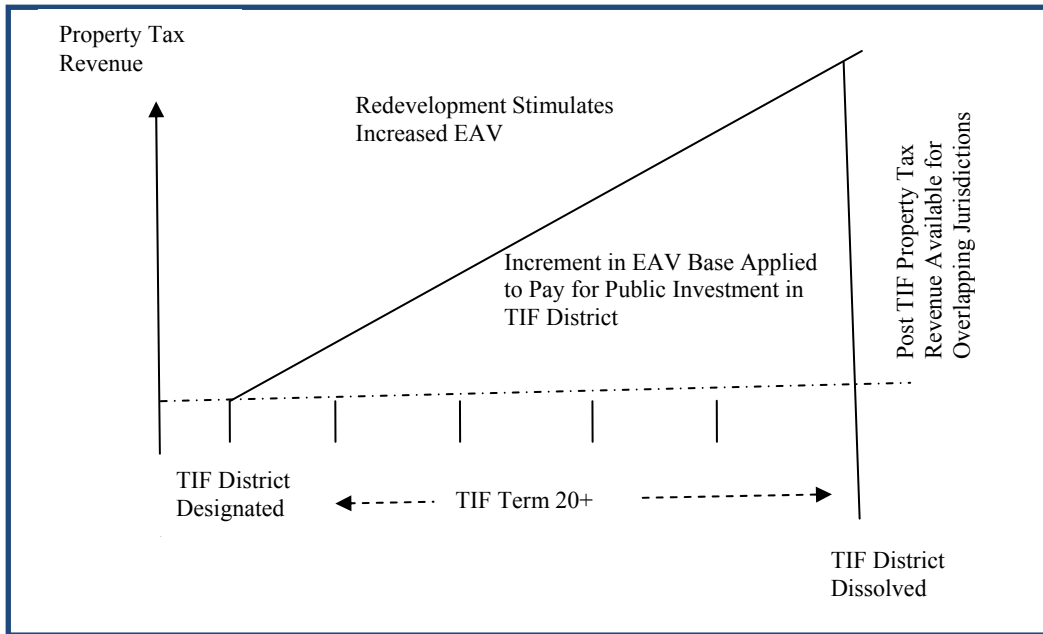 Property Tax
Revenue
Redevelopment Stimulates
Increased EAV
Increment in EAV Base Applied
to Pay for Public Investment in
TIF District
Post TIF Property Tax
Revenue Available for
Overlapping Jurisdictions
TIF District
Designated
TIF Term 20+
TIF District
Dissolved